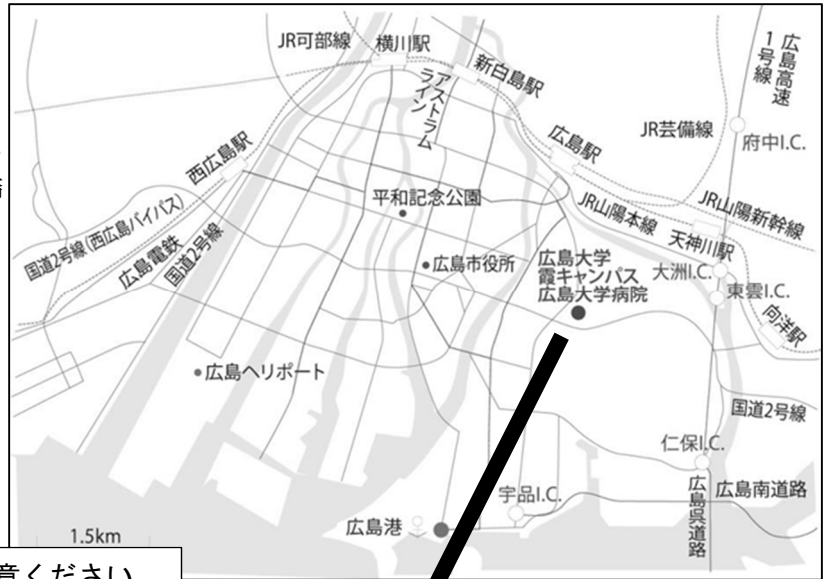 JR可部線
横川駅
新白島駅
アストラム
ライン
広島高速
1号線
JR芸備線
府中I.C.
西広島駅
広島駅
平和記念公園
JR山陽本線
JR山陽新幹線
天神川駅
国道2号線(西広島バイパス)
広島電鉄
国道2号線
広島市役所
広島大学
霞キャンパス
広島大学病院
大洲I.C.
東雲I.C.
向洋駅
広島ヘリポート
国道2号線
仁保I.C.
宇品I.C.
広島南道路
広島呉道路
広島港
1.5km
意ください